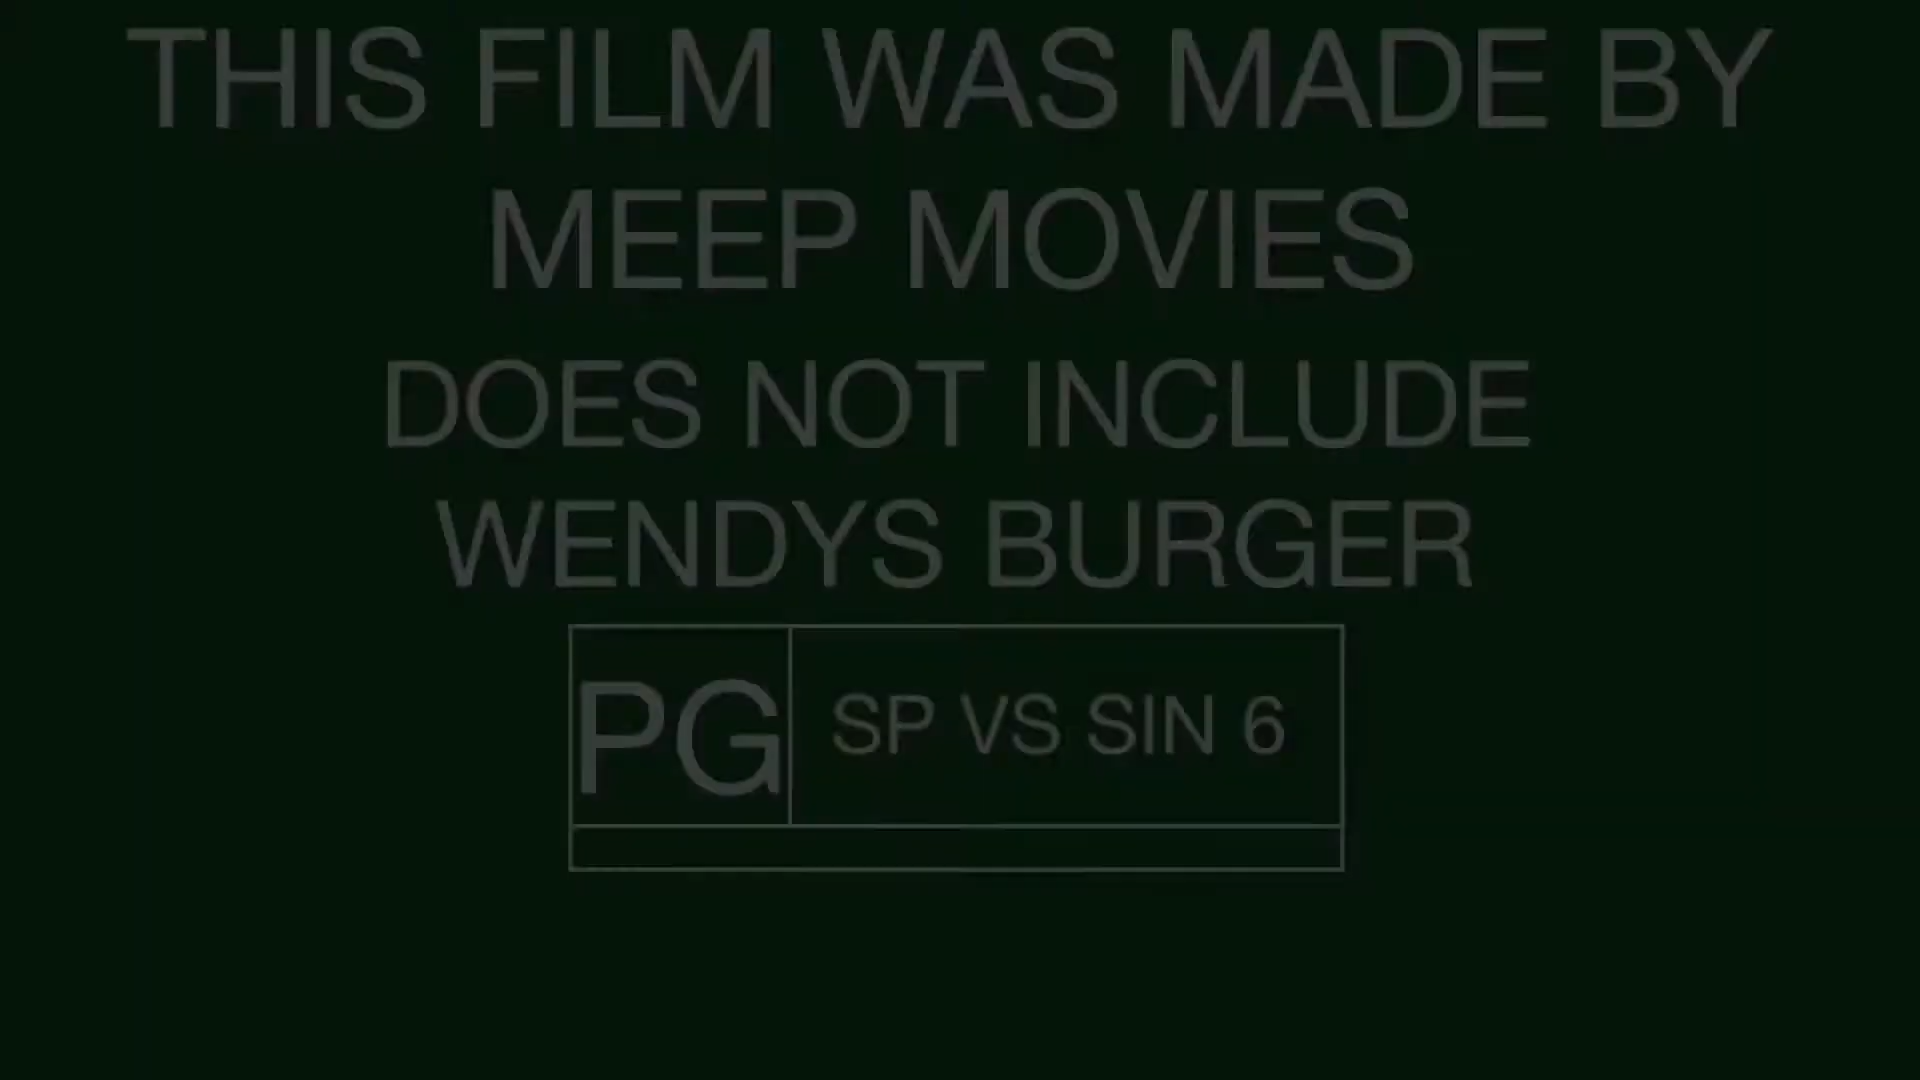 THIS FILM WAS MADE BY
MEEP MOVIES
DOES NOT INCLUDE
WENDYS BURGER
PG
SP VS SIN 6